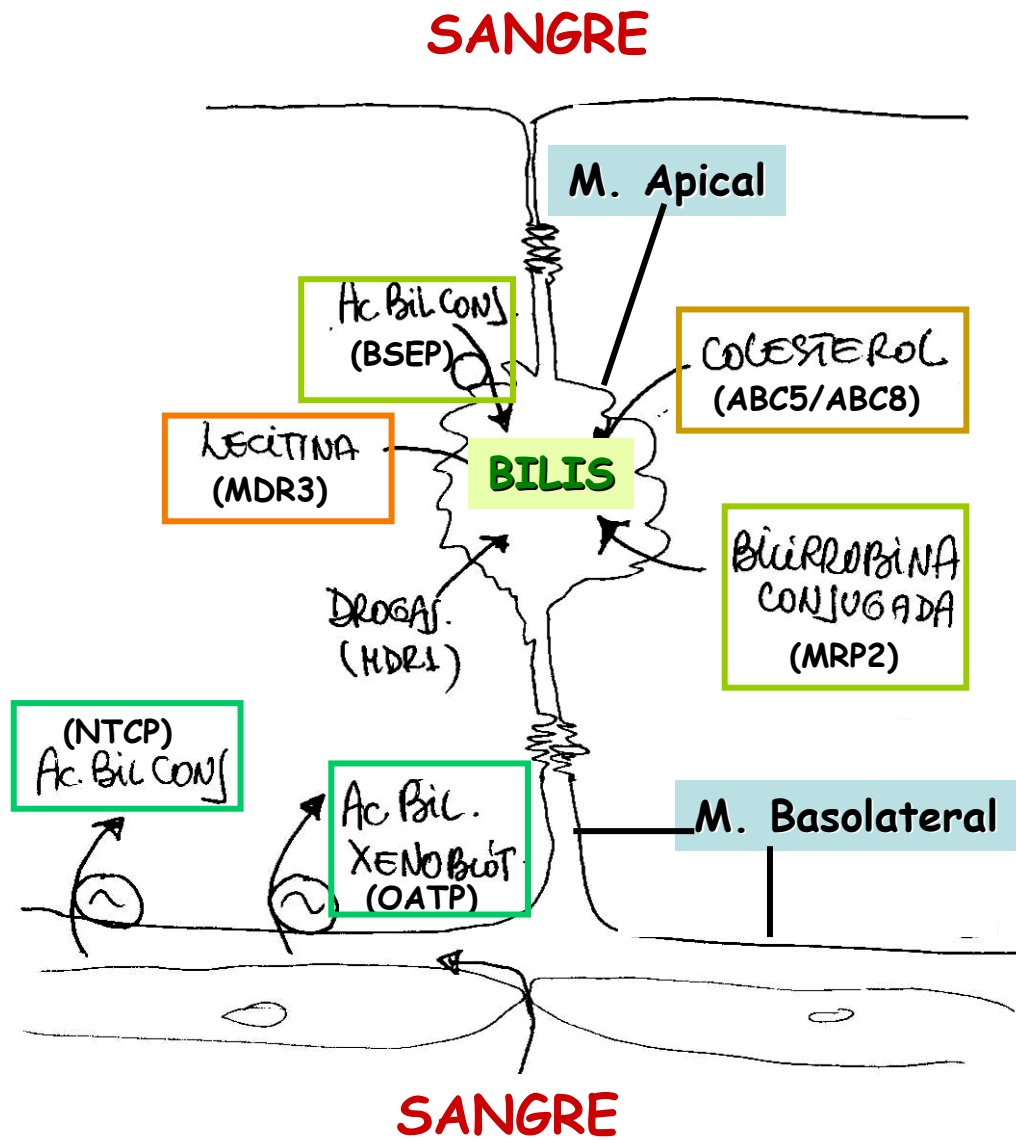 SANGRE
M. Apical
Ac. BiL CONJ.
(BSEP)
COLESTEROL
(ABC5/ABC8)
LECITINA
(MDR3)
BILIS
BILIRROBINA
CONJUGADA
(MRP2)
DROGAS.
(MDR1)
(NTCP)
Ac. BiL CONJ
Ac BiL.
XENOBIÓT.
(OATP)
M. Basolateral
SANGRE